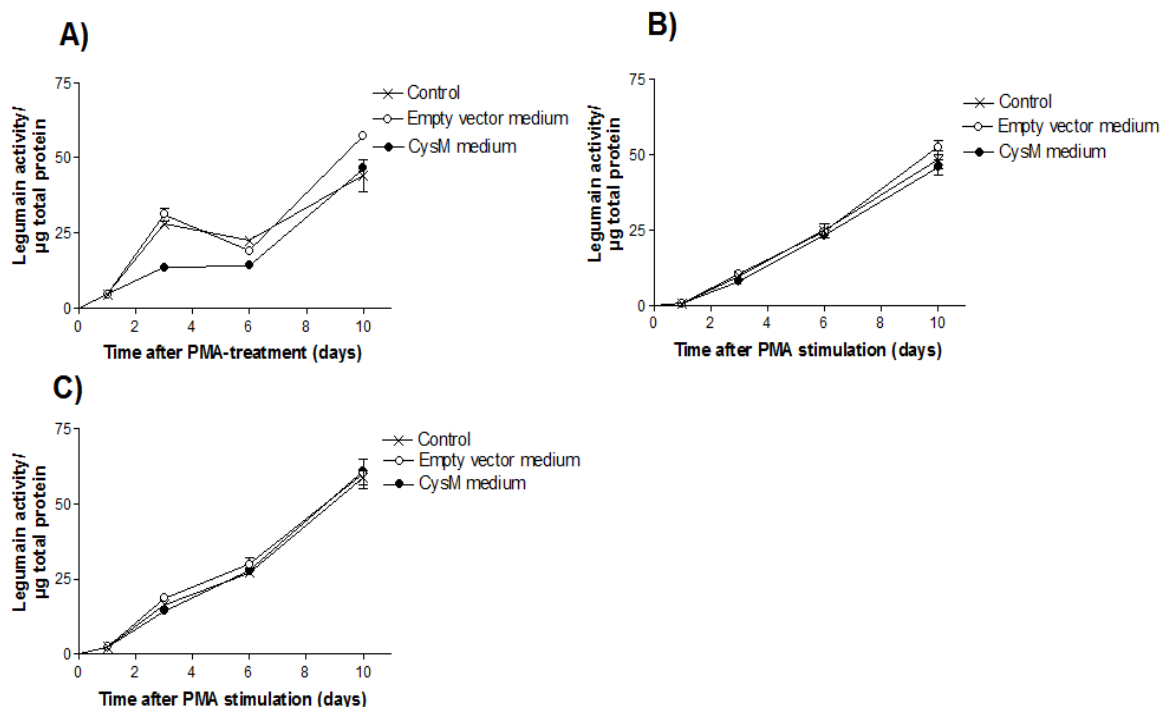 A)
Legumain activity/
µg total protein
75
50
25
0
0 2 4 6 8 10
Time after PMA-treatment (days)
Control
Empty vector medium
CysM medium
B)
Legumain activity/
µg total protein
75
50
25
0
0 2 4 6 8 10
Time after PMA stimulation (days)
Control
Empty vector medium
CysM medium
C)
Legumain activity/
µg total protein
75
50
25
0
0 2 4 6 8 10
Time after PMA stimulation (days)
Control
Empty vector medium
CysM medium